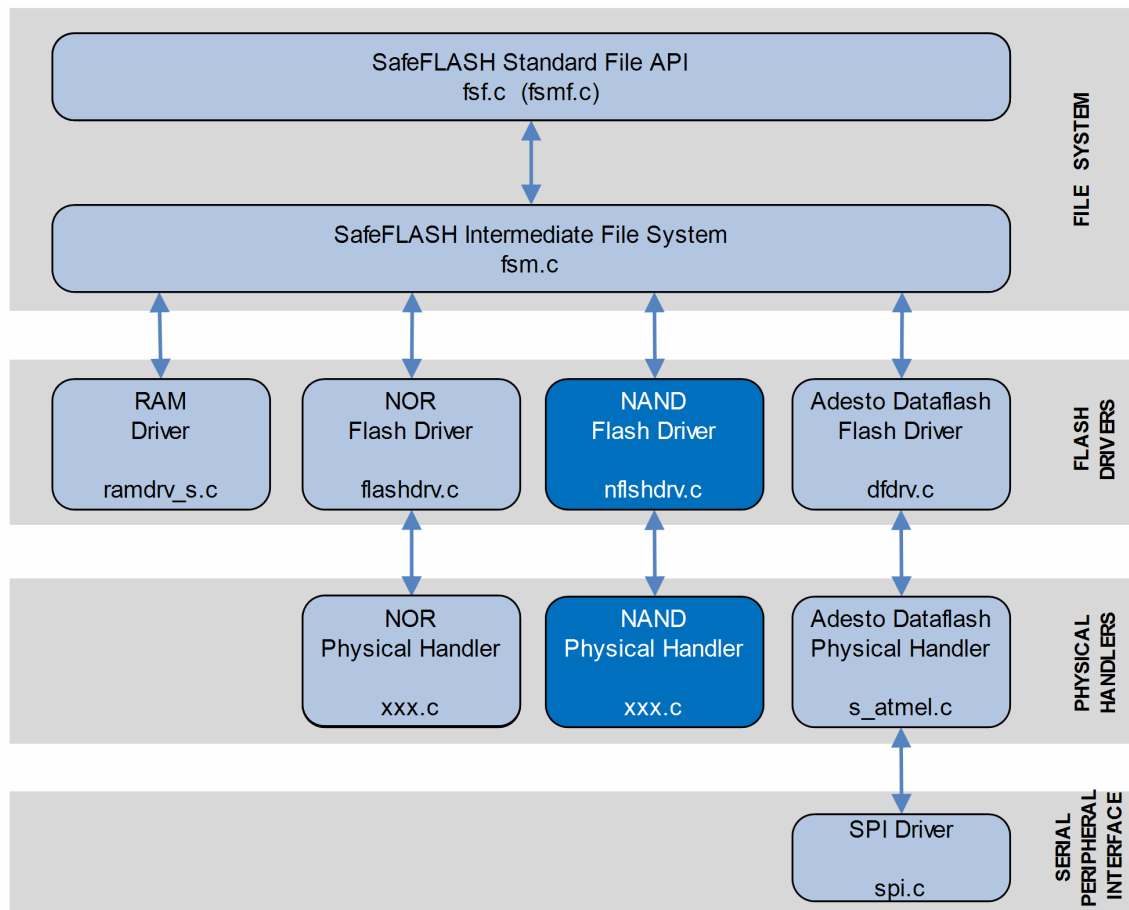 SafeFLASH Standard File API
fsf.c (fsmf.c)
FILE SYSTEM
SafeFLASH Intermediate File System
fsm.c
RAM
Driver
ramdrv_s.c
NOR
Flash Driver
flashdrv.c
NAND
Flash Driver
nflshdrv.c
Adesto Dataflash
Flash Driver
dfdrv.c
FLASH
DRIVERS
NOR
Physical Handler
xxx.c
NAND
Physical Handler
xxx.c
Adesto Dataflash
Physical Handler
s_atmel.c
PHYSICAL
HANDLERS
SPI Driver
spi.c
SERIAL
PERIPHERAL
INTERFACE